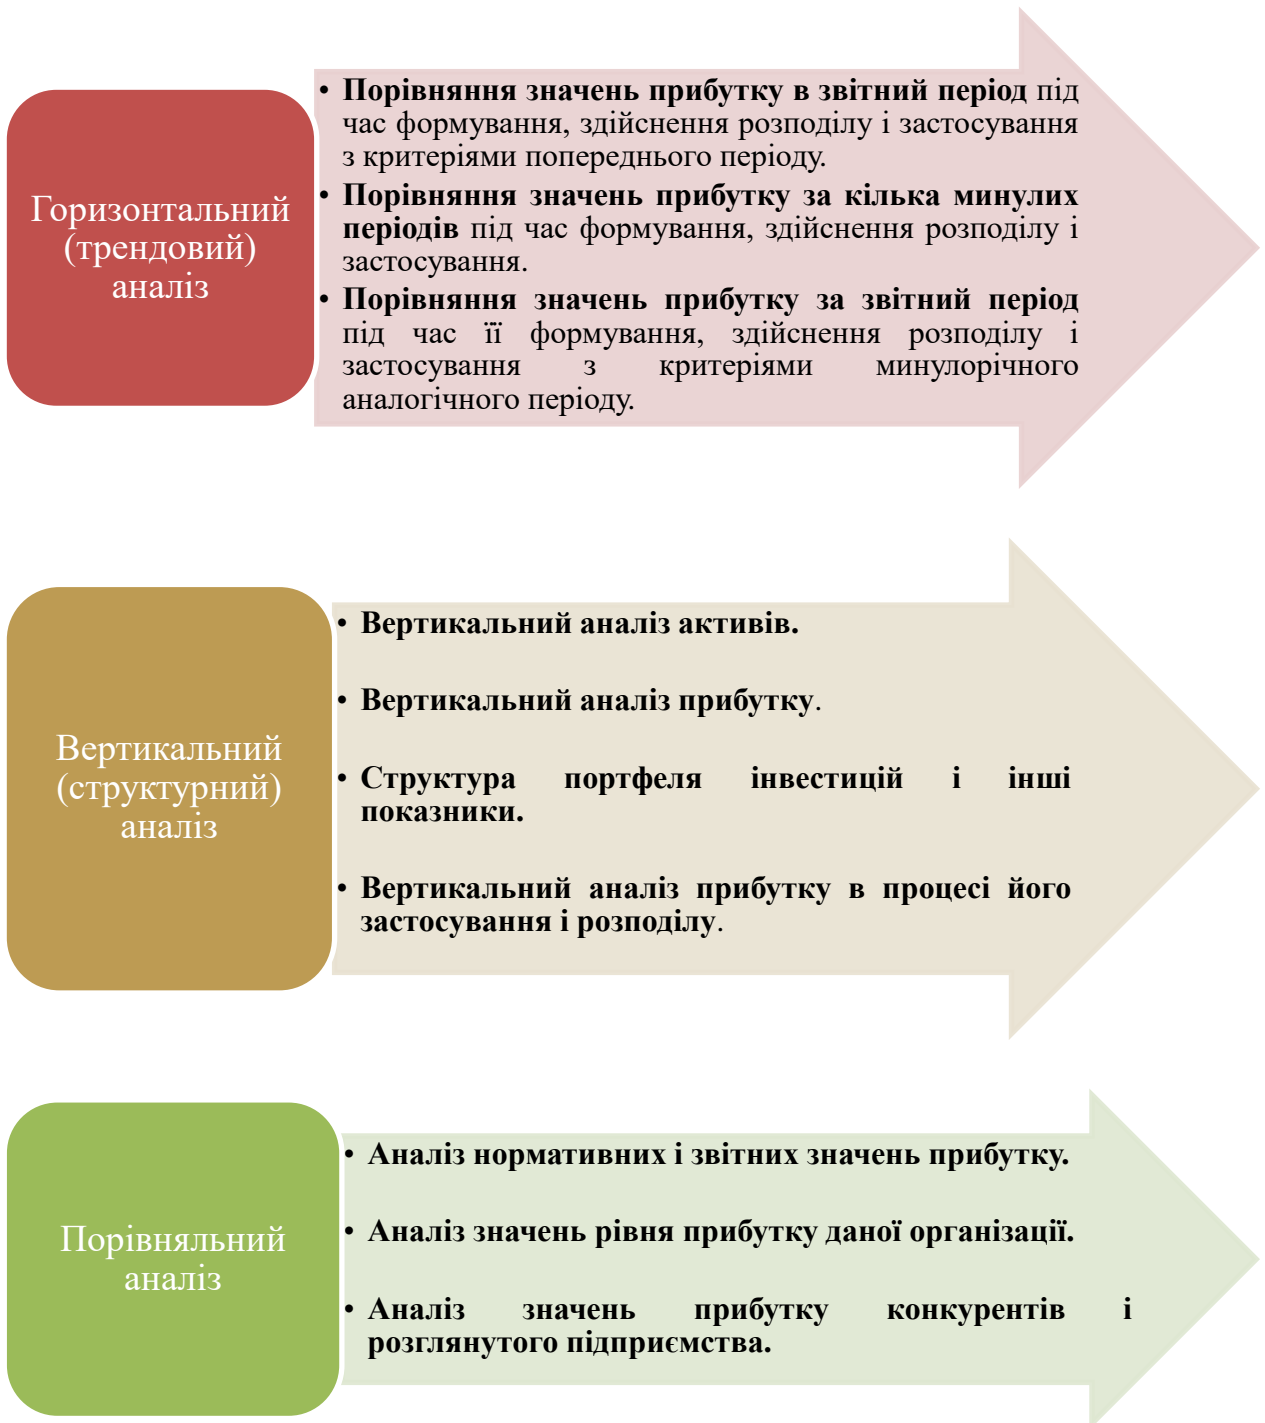 Горизонтальний
(трендовий)
аналіз
• Порівняння значень прибутку в звітний період під
час формування, здійснення розподілу і застосування
з критеріями попереднього періоду.
• Порівняння значень прибутку за кілька минулих
періодів під час формування, здійснення розподілу і
застосування.
• Порівняння значень прибутку за звітний період
під час її формування, здійснення розподілу і
застосування з критеріями минулорічного
аналогічного періоду.
Вертикальний
(структурний)
аналіз
• Вертикальний аналіз активів.
• Вертикальний аналіз прибутку.
• Структура портфеля інвестицій і інші
показники.
• Вертикальний аналіз прибутку в процесі його
застосування і розподілу.
Порівняльний
аналіз
• Аналіз нормативних і звітних значень прибутку.
• Аналіз значень рівня прибутку даної організації.
• Аналіз значень прибутку конкурентів і
розглянутого підприємства.